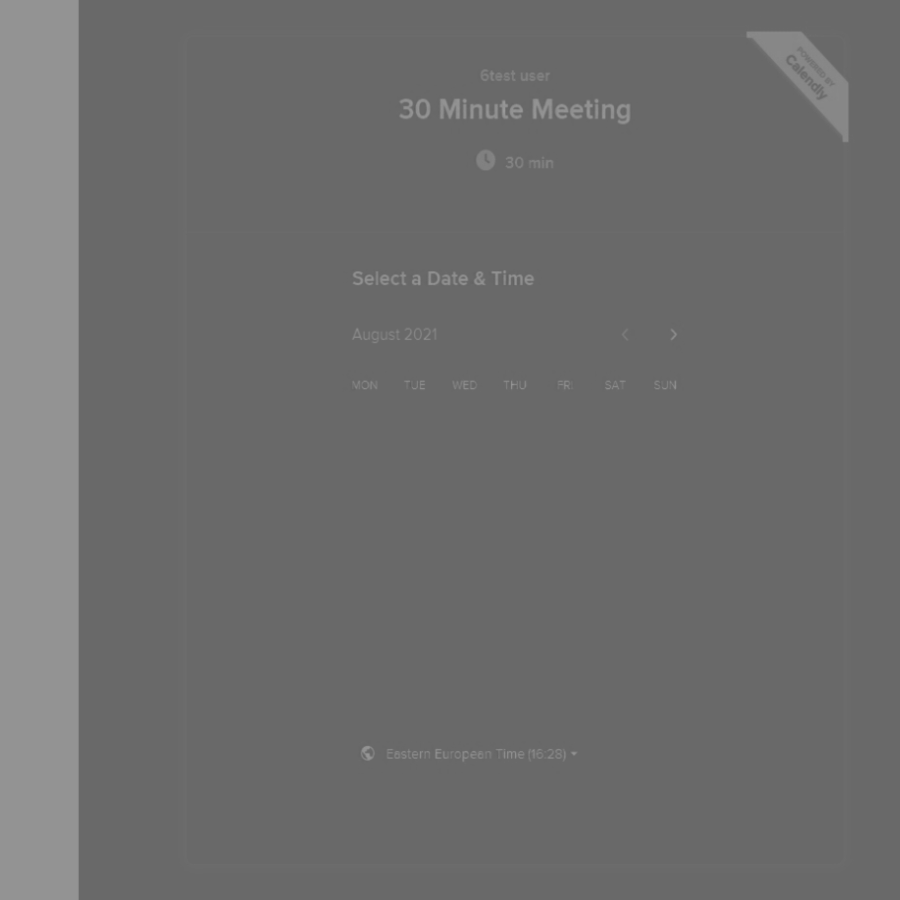 6test user
30 Minute Meeting
30 min
POWERED BY
Calendly
Select a Date & Time
August 2021
MON TUE WED THU FRI SAT SUN
Eastern European Time (16:28)